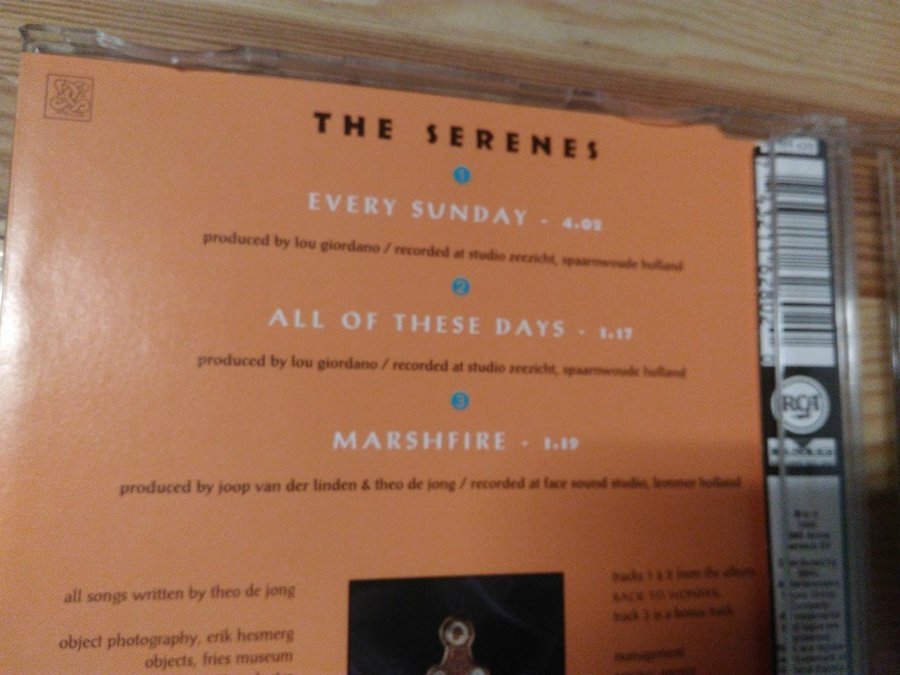 THE SERENES
1
EVERY SUNDAY - 4.02
produced by lou giordano / recorded at studio zeezicht, spaarnwoude holland
2
ALL OF THESE DAYS - 3.17
produced by lou giordano / recorded at studio zeezicht, spaarnwoude holland
3
MARSHFIRE -
produced by joop van der linden & theo de jong / recorded at face sound studio, lemmer holland
all songs written by theo de jong
object photography, erik hesmerg
objects, fries museum
tracks 1 & 2 from the album
BACK TO WONDER,
track 3 is a bonus track
management
RCA